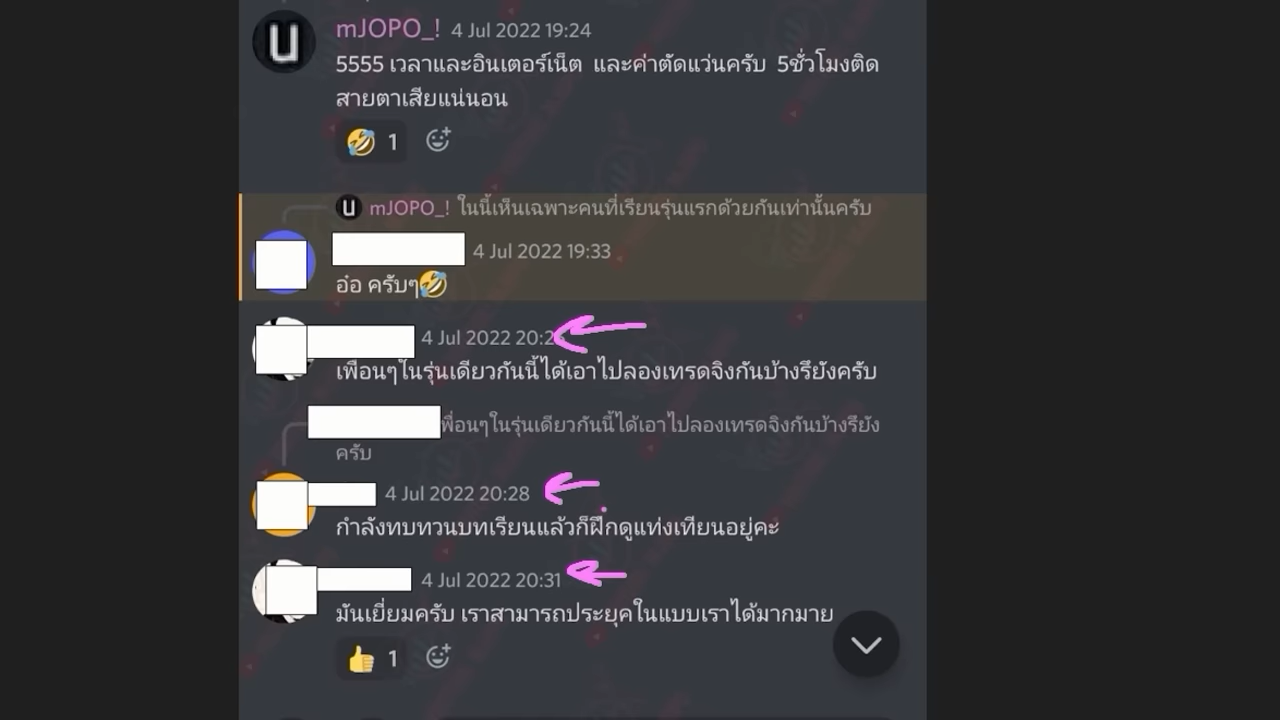 mJOPO_! 4 Jul 2022 19:24
5555 เวลาและอินเตอร์เน็ต และค่าตัดแว่นครับ 5ชั่วโมงติด
สายตาเสียแน่นอน
🤣 1
mJOPO_! ในนี้เห็นเฉพาะคนที่เรียนรุ่นแรกด้วยกันเท่านั้นครับ
4 Jul 2022 19:33
อ๋อ ครับๆ🤣
4 Jul 2022
เพื่อนๆในรุ่นเดียวกันนี้ได้เอาไปลองเทรดจิงกันบ้างรึยังครับ
พื่อนๆในรุ่นเดียวกันนี้ได้เอาไปลองเทรดจิงกันบ้างรึยัง
ครับ
4 Jul 2022 20:28
กำลังทบทวนบทเรียนแล้วก็ฝึกดูแท่งเทียนอยู่คะ
4 Jul 2022 20:31
มันเยี่ยมครับ เราสามารถประยุคในแบบเราได้มากมาย
👍 1